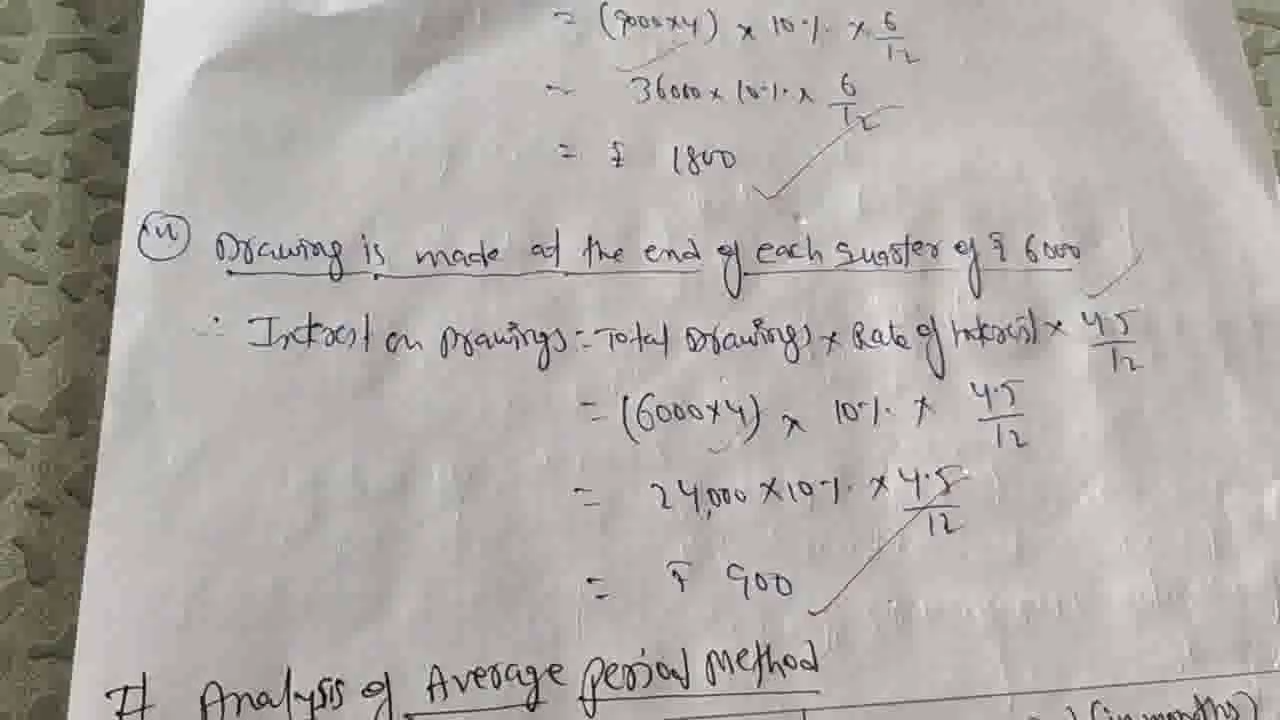 = (9000×4) × 10% × 6/12
= 36000 × 10% × 6/12
= ₹ 1800
Drawing is made at the end of each Quarter of ₹ 6000
∴ Interest on Drawings = Total Drawings × Rate of Interest × 4.5/12
= (6000×4) × 10% × 4.5/12
= 24,000 × 10% × 4.5/12
= ₹ 900
# Analysis of Average period Method
(in months)